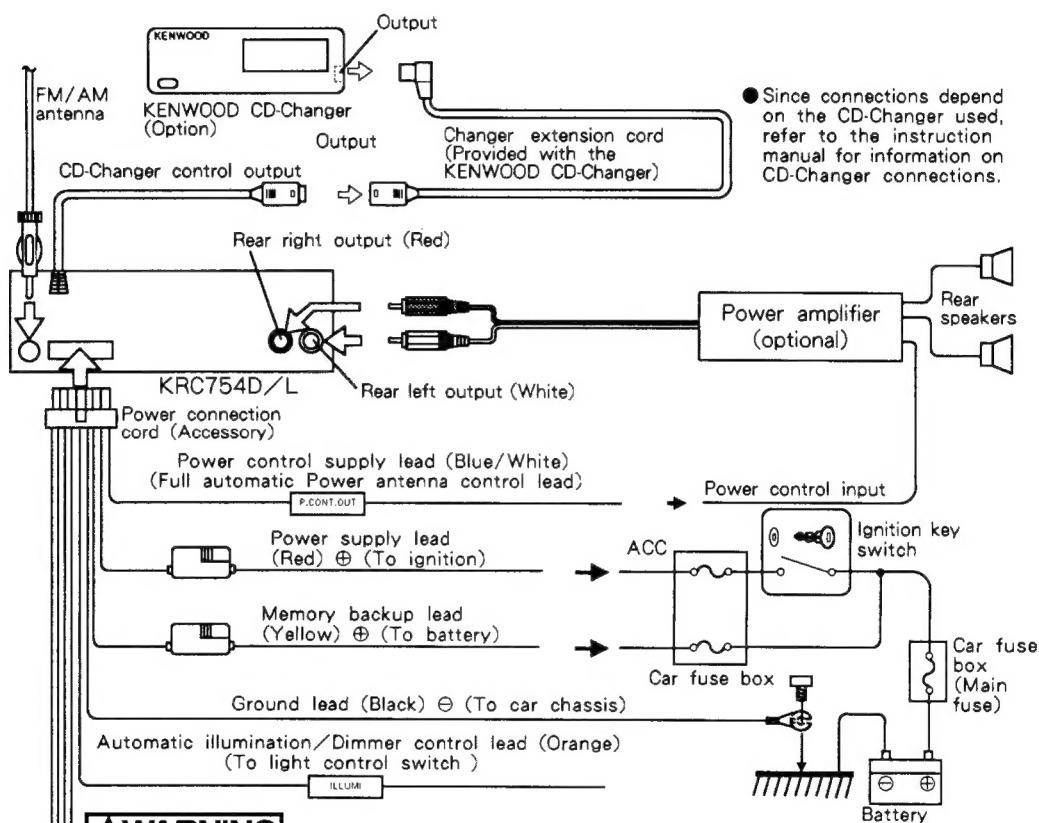 Output
KENWOOD
FM/AM
antenna
KENWOOD CD-Changer
(Option)
Output
Changer extension cord
(Provided with the
KENWOOD CD-Changer)
● Since connections depend
on the CD-Changer used,
refer to the instruction
manual for information on
CD-Changer connections.
CD-Changer control output
Rear right output (Red)
Power amplifier
(optional)
Rear
speakers
KRC754D/L
Rear left output (White)
Power connection
cord (Accessory)
Power control supply lead (Blue/White)
(Full automatic Power antenna control lead)
P.CONT.OUT
Power control input
Power supply lead
(Red) ⊕ (To ignition)
ACC
Ignition key
switch
Memory backup lead
(Yellow) ⊕ (To battery)
Car fuse box
Car fuse
box
(Main
fuse)
Ground lead (Black) ⊖ (To car chassis)
Automatic illumination/Dimmer control lead (Orange)
(To light control switch )
ILLUMI
⊖ ⊕
Battery
⚠WARNING